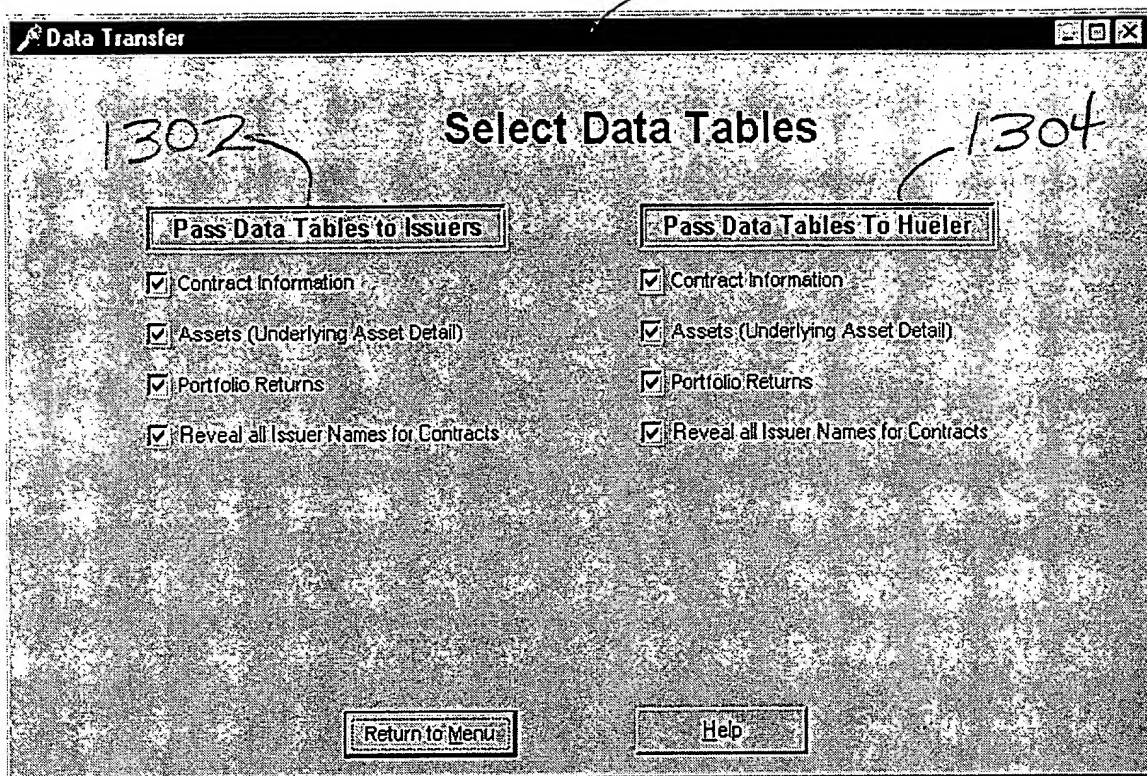 Data Transfer
Select Data Tables
1302
1304
Pass Data Tables to Issuers
Pass Data Tables To Hueler
Contract Information
Contract Information
Assets (Underlying Asset Detail)
Assets (Underlying Asset Detail)
Portfolio Returns
Portfolio Returns
Reveal all Issuer Names for Contracts
Reveal all Issuer Names for Contracts
Return to Menu
Help